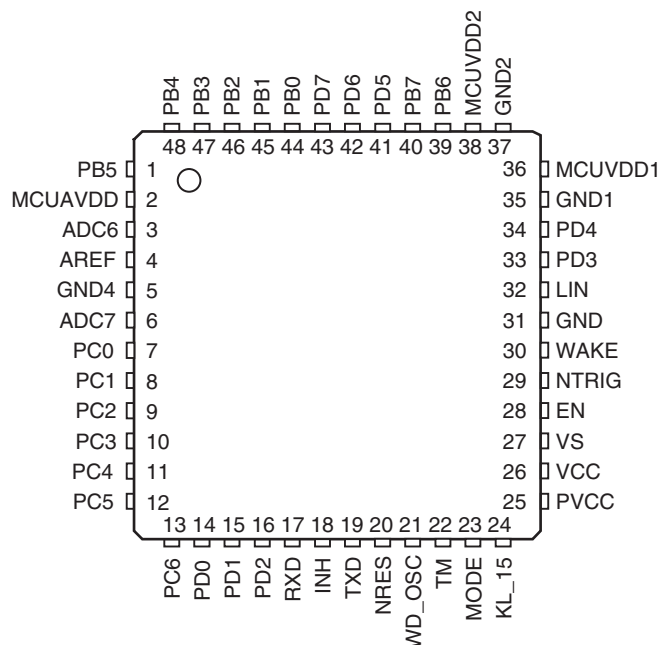 PB4 PB3 PB2 PB1 PB0 PD7 PD6 PD5 PB7 PB6 MCUVDD2 GND2
48 47 46 45 44 43 42 41 40 39 38 37
PB5 1 36 MCUVDD1
MCUAVDD 2 35 GND1
ADC6 3 34 PD4
AREF 4 33 PD3
GND4 5 32 LIN
ADC7 6 31 GND
PC0 7 30 WAKE
PC1 8 29 NTRIG
PC2 9 28 EN
PC3 10 27 VS
PC4 11 26 VCC
PC5 12 25 PVCC
13 14 15 16 17 18 19 20 21 22 23 24
PC6 PD0 PD1 PD2 RXD INH TXD NRES WD_OSC TM MODE KL_15